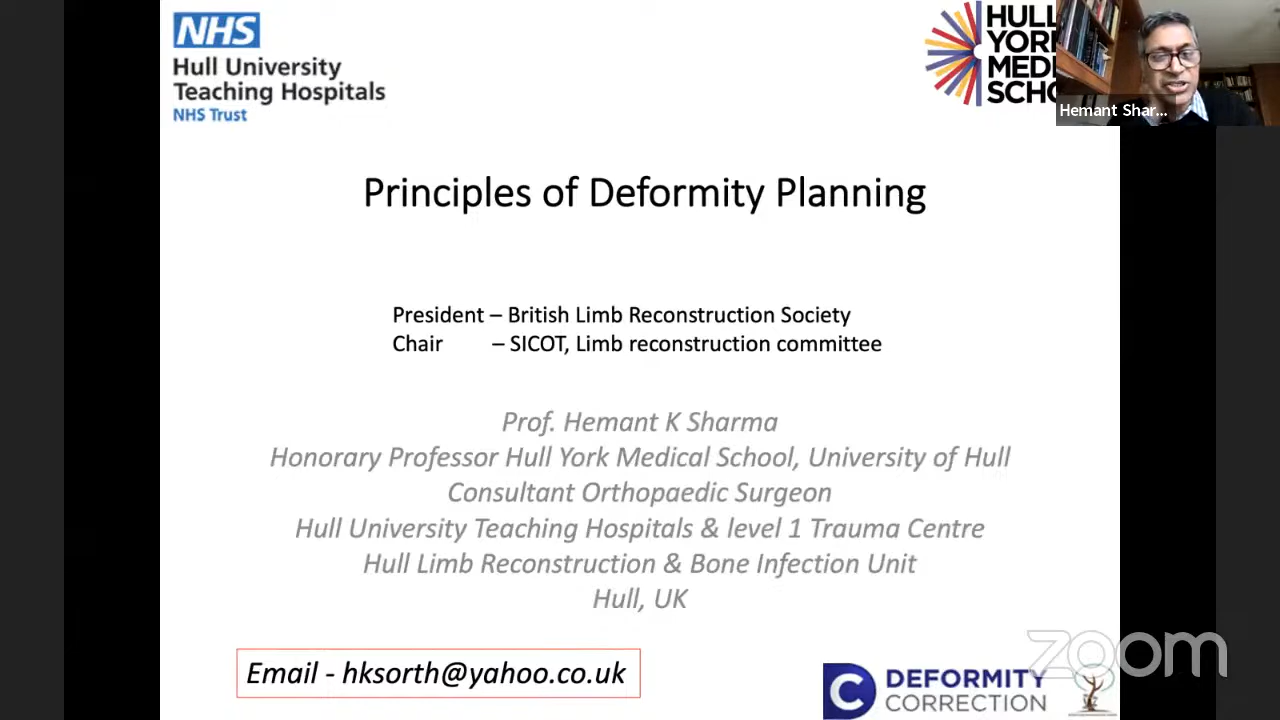 NHS
Hull University
Teaching Hospitals
NHS Trust
HULL
YOR
MEDI
SCHO
Hemant Shar...
Principles of Deformity Planning
President – British Limb Reconstruction Society
Chair – SICOT, Limb reconstruction committee
Prof. Hemant K Sharma
Honorary Professor Hull York Medical School, University of Hull
Consultant Orthopaedic Surgeon
Hull University Teaching Hospitals & level 1 Trauma Centre
Hull Limb Reconstruction & Bone Infection Unit
Hull, UK
Email - hksorth@yahoo.co.uk
C DEFORMITY
CORRECTION
zoom